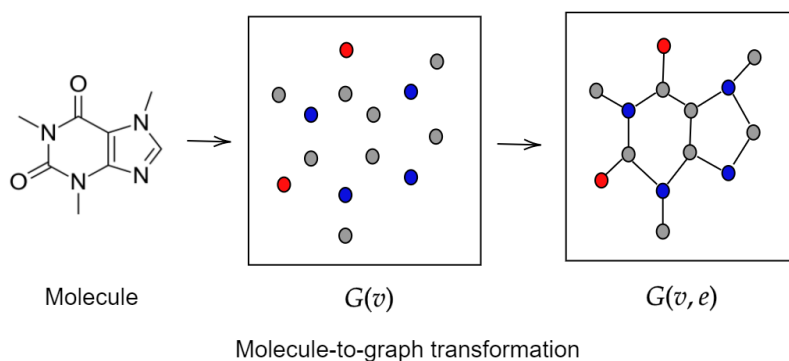 O
N
N
O
N
N
Molecule
G(v)
G(v, e)
Molecule-to-graph transformation